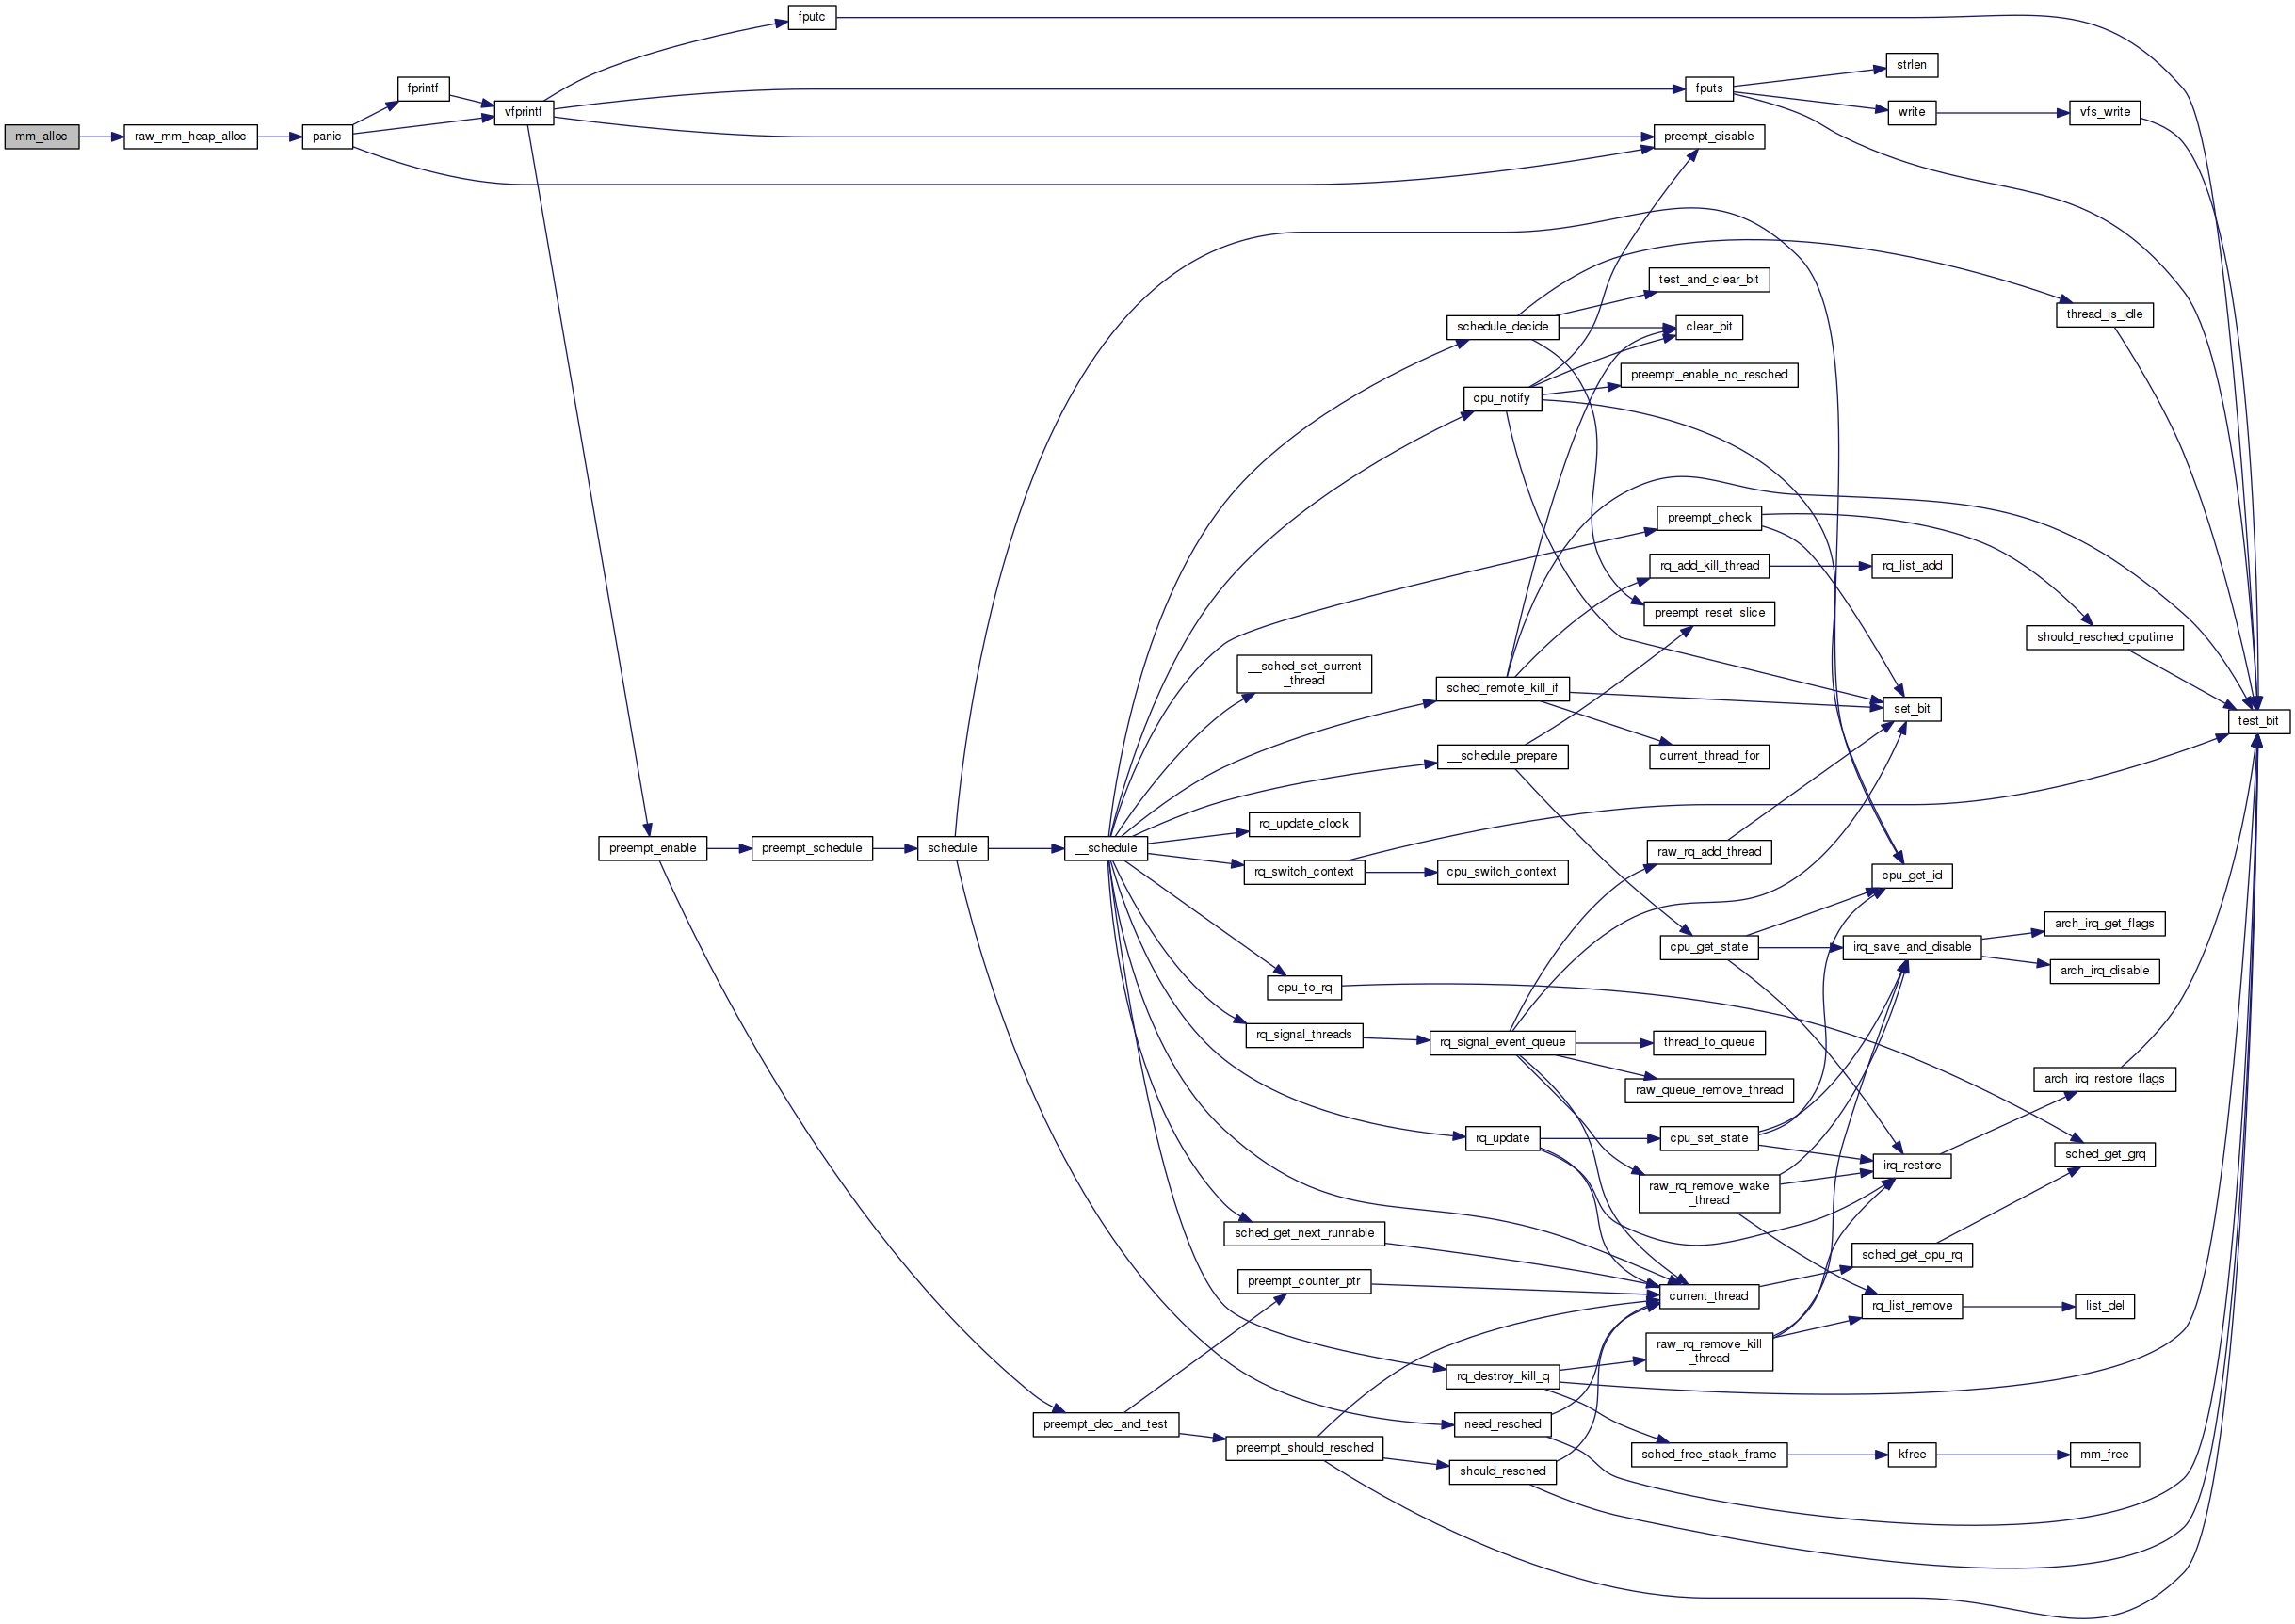 fputc
strlen
fprintf
fputs
vfprintf
write
vfs_write
mm_alloc
raw_mm_heap_alloc
panic
preempt_disable
test_and_clear_bit
thread_is_idle
schedule_decide
clear_bit
preempt_enable_no_resched
cpu_notify
preempt_check
rq_add_kill_thread
rq_list_add
preempt_reset_slice
should_resched_cputime
__sched_set_current
_thread
sched_remote_kill_if
set_bit
test_bit
__schedule_prepare
current_thread_for
rq_update_clock
preempt_enable
preempt_schedule
schedule
__schedule
raw_rq_add_thread
rq_switch_context
cpu_switch_context
cpu_get_id
arch_irq_get_flags
cpu_get_state
irq_save_and_disable
arch_irq_disable
cpu_to_rq
rq_signal_threads
rq_signal_event_queue
thread_to_queue
arch_irq_restore_flags
raw_queue_remove_thread
rq_update
cpu_set_state
sched_get_grq
irq_restore
raw_rq_remove_wake
_thread
sched_get_next_runnable
sched_get_cpu_rq
preempt_counter_ptr
current_thread
rq_list_remove
list_del
raw_rq_remove_kill
_thread
rq_destroy_kill_q
preempt_dec_and_test
need_resched
preempt_should_resched
sched_free_stack_frame
kfree
mm_free
should_resched